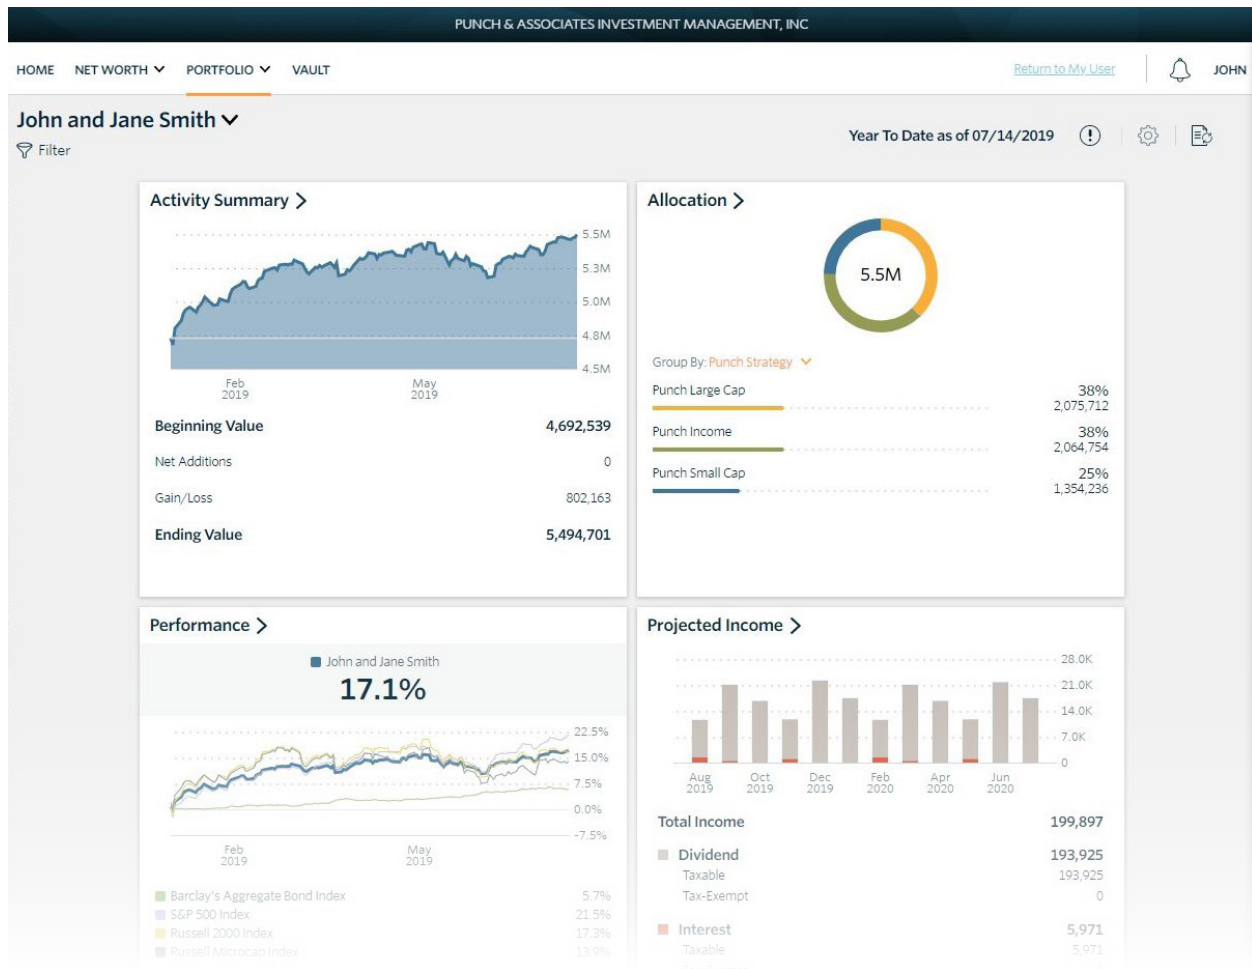 PUNCH & ASSOCIATES INVESTMENT MANAGEMENT, INC
HOME NET WORTH PORTFOLIO VAULT Return to My User JOHN
John and Jane Smith
Filter
Year To Date as of 07/14/2019
Activity Summary
5.5M
5.3M
5.0M
4.8M
4.5M
Feb May
2019 2019
Beginning Value 4,692,539
Net Additions 0
Gain/Loss 802,163
Ending Value 5,494,701
Allocation
5.5M
Group By: Punch Strategy
Punch Large Cap 38%
2,075,712
Punch Income 38%
2,064,754
Punch Small Cap 25%
1,354,236
Performance
John and Jane Smith
17.1%
22.5%
15.0%
7.5%
0.0%
-7.5%
Feb May
2019 2019
Barclay's Aggregate Bond Index 5.7%
S&P 500 Index 21.5%
Russell 2000 Index 17.3%
Russell Microcap Index 13.9%
Projected Income
28.0K
21.0K
14.0K
7.0K
0
Aug Oct Dec Feb Apr Jun
2019 2019 2019 2020 2020 2020
Total Income 199,897
Dividend 193,925
Taxable 193,925
Tax-Exempt 0
Interest 5,971
Taxable 5,971